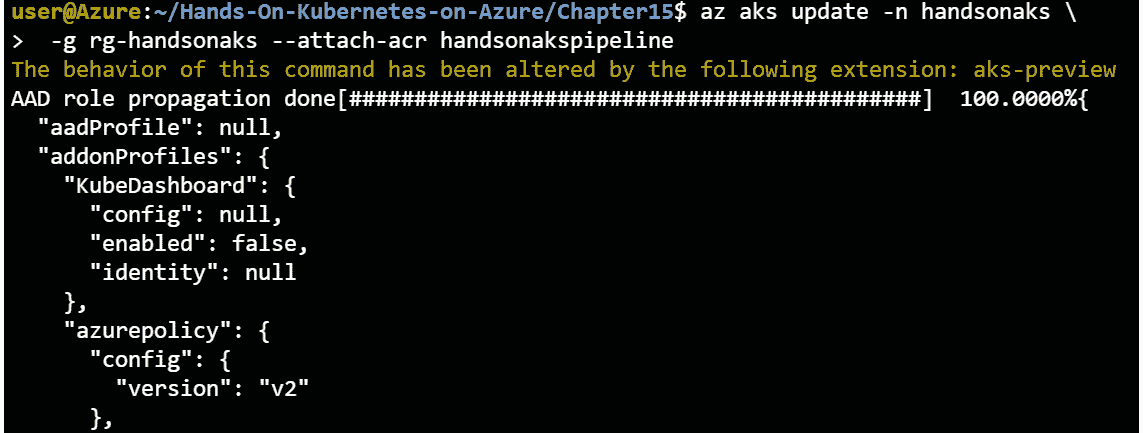 user@Azure:~/Hands-On-Kubernetes-on-Azure/Chapter15$ az aks update -n handsonaks \
>  -g rg-handsonaks --attach-acr handsonakspipeline
The behavior of this command has been altered by the following extension: aks-preview
AAD role propagation done[############################################]  100.0000%{
  "aadProfile": null,
  "addonProfiles": {
    "KubeDashboard": {
      "config": null,
      "enabled": false,
      "identity": null
    },
    "azurepolicy": {
      "config": {
        "version": "v2"
      },